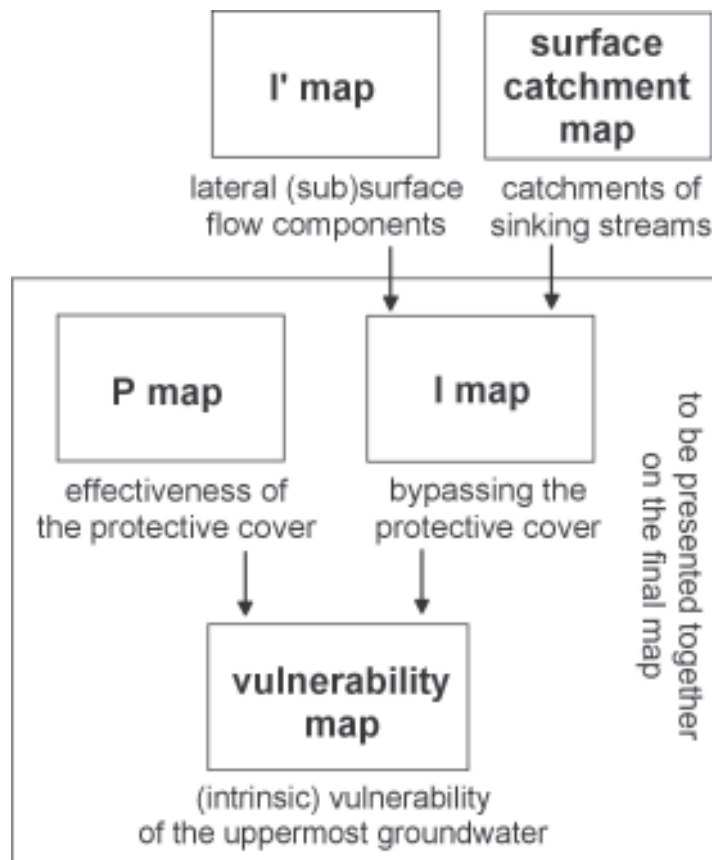 I' map
lateral (sub)surface
flow components
surface
catchment
map
catchments of
sinking streams
P map
effectiveness of
the protective cover
I map
bypassing the
protective cover
to be presented together
on the final map
vulnerability
map
(intrinsic) vulnerability
of the uppermost groundwater